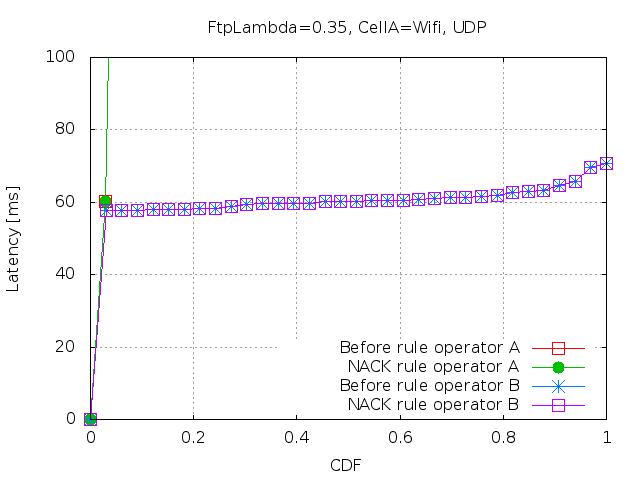 FtpLambda=0.35, CellA=Wifi, UDP
100
80
60
40
20
0
Latency [ms]
Before rule operator A
NACK rule operator A
Before rule operator B
NACK rule operator B
0 0.2 0.4 0.6 0.8 1
CDF